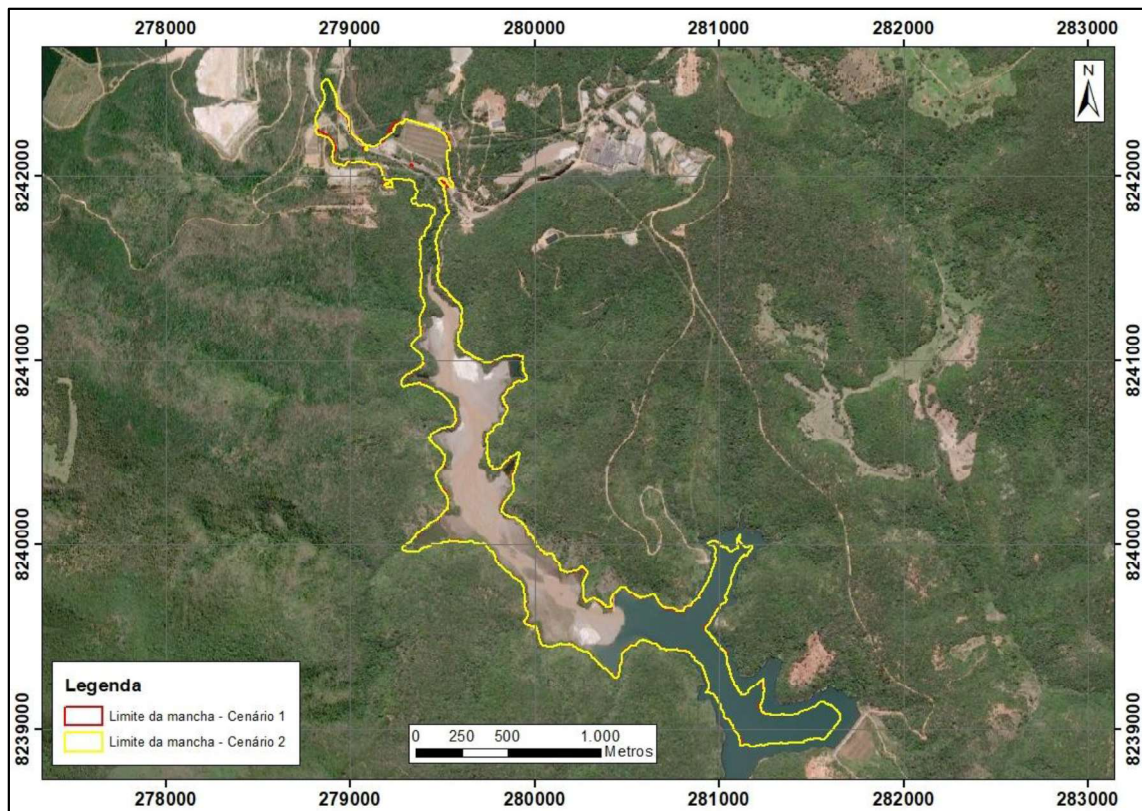 278000 279000 280000 281000 282000 283000
N
8242000 8242000
8241000 8241000
8240000 8240000
8239000 8239000
Legenda
Limite da mancha - Cenário 1
Limite da mancha - Cenário 2
0 250 500 1.000
Metros
278000 279000 280000 281000 282000 283000